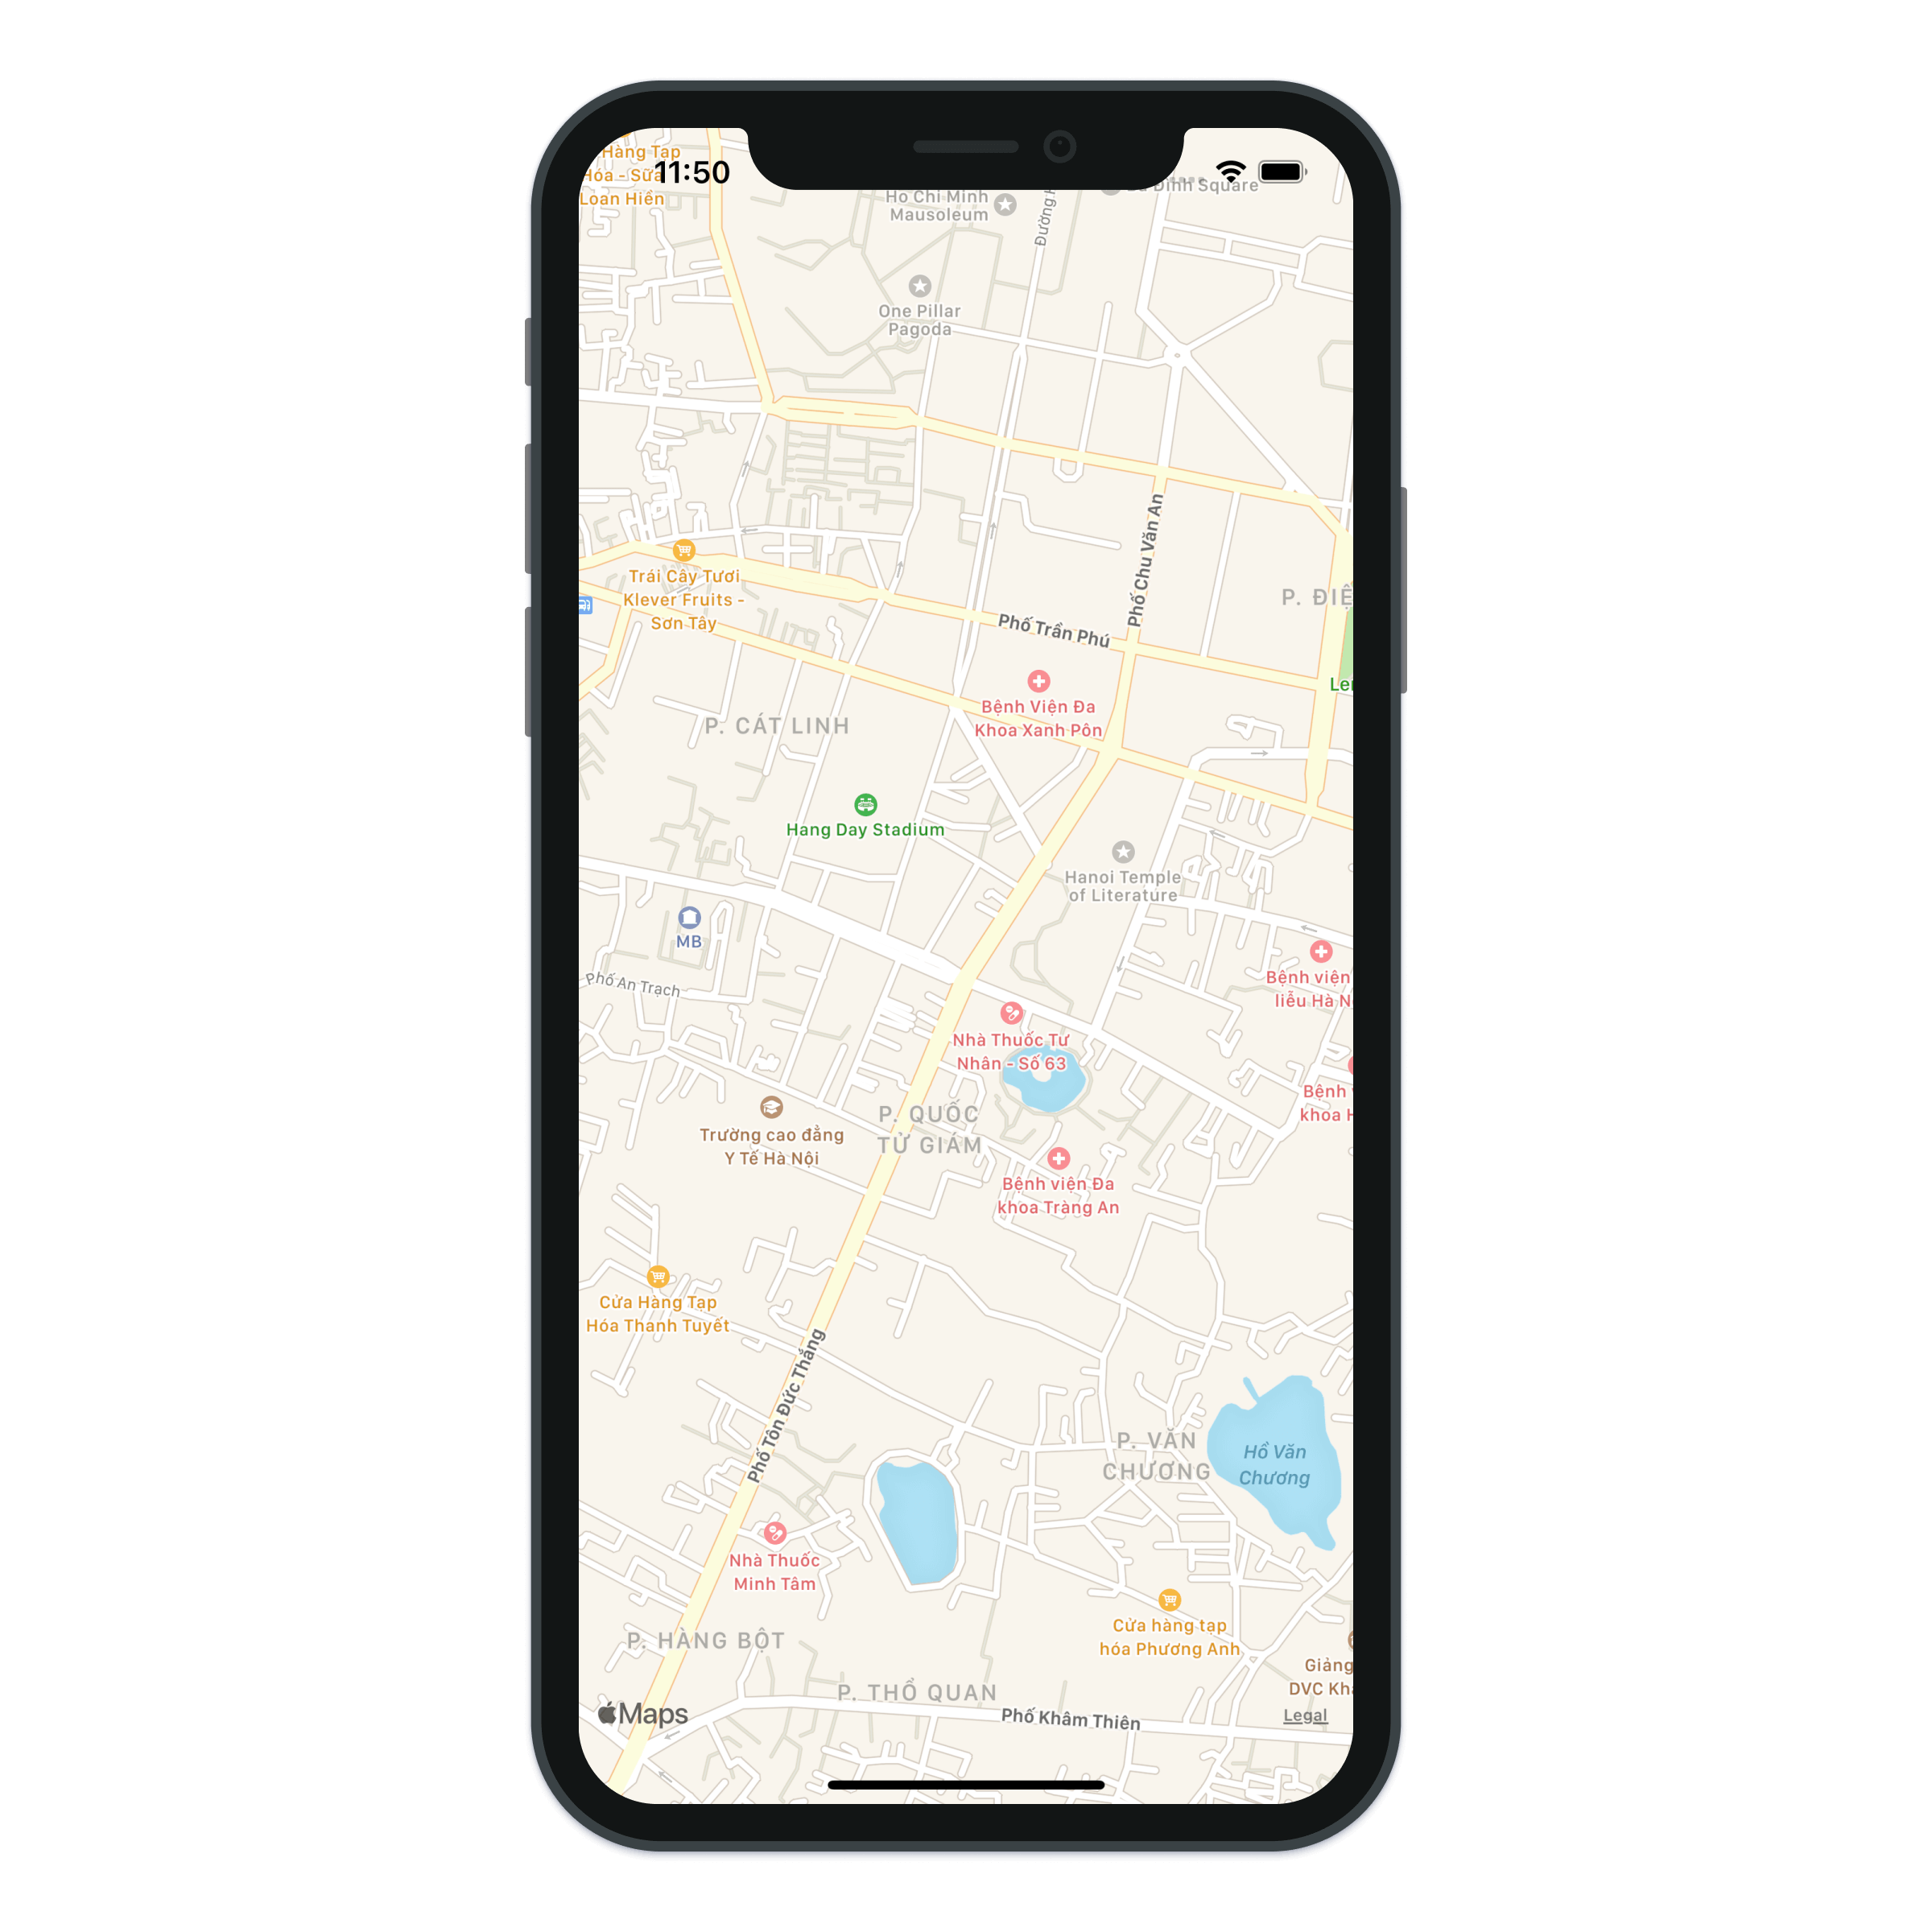 Hàng Tạp
Hóa - Sữa
Loan Hiền
11:50
Ho Chi Minh
Mausoleum
Đường
Dinh Square
One Pillar
Pagoda
Trái Cây Tươi
Klever Fruits -
Sơn Tây
Phố Chu Văn An
P. ĐIỆ
Phố Trần Phú
Bệnh Viện Đa
Khoa Xanh Pôn
P. CÁT LINH
Hang Day Stadium
Hanoi Temple
of Literature
MB
Phố An Trạch
Bệnh viện
liễu Hà N
Nhà Thuốc Tư
Nhân - Số 63
Bệnh
khoa H
P. QUỐC
TỬ GIÁM
Trường cao đẳng
Y Tế Hà Nội
Bệnh viện Đa
khoa Tràng An
Cửa Hàng Tạp
Hóa Thanh Tuyết
Phố Tôn Đức Thắng
P. VĂN
CHƯƠNG
Hồ Văn
Chương
Nhà Thuốc
Minh Tâm
Cửa hàng tạp
hóa Phương Anh
P. HÀNG BỘT
Giảng
DVC Kh
P. THỔ QUAN
Maps
Phố Khâm Thiên
Legal